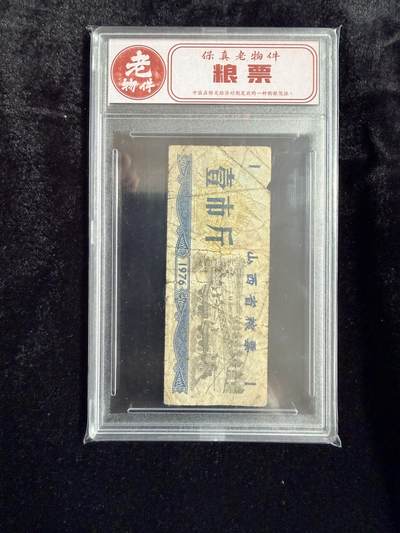 老
物件
保真老物件
粮票
山西省粮票
壹市斤
1976